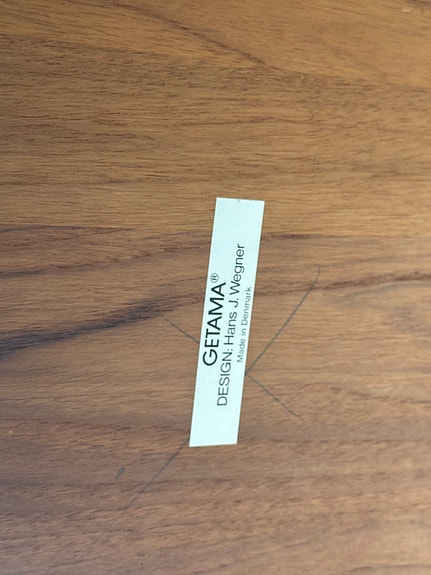 GETAMA®
DESIGN: Hans J. Wegner
Made in Denmark